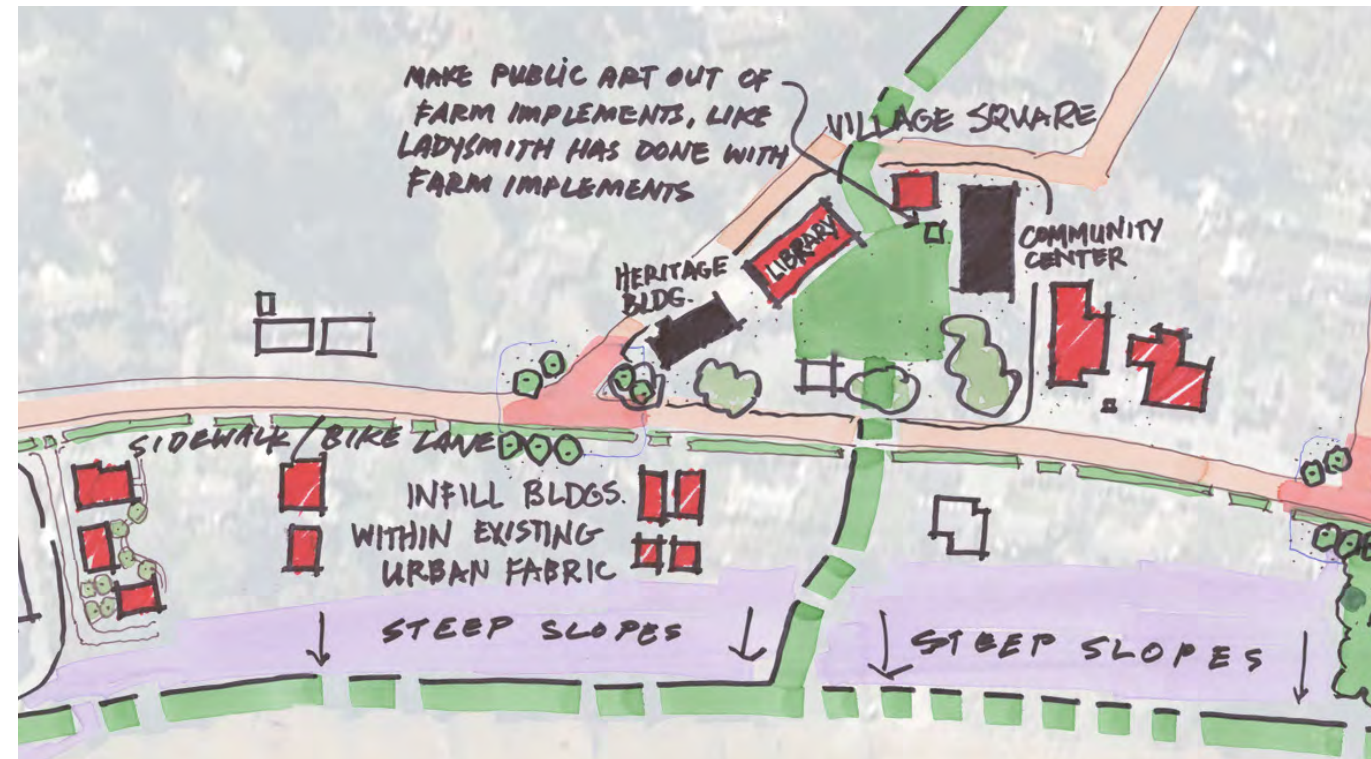 MAKE PUBLIC ART OUT OF
FARM IMPLEMENTS, LIKE
LADYSMITH HAS DONE WITH
FARM IMPLEMENTS
VILLAGE SQUARE
COMMUNITY
CENTER
LIBRARY
HERITAGE
BLDG.
SIDEWALK / BIKE LANE
INFILL BLDGS.
WITHIN EXISTING
URBAN FABRIC
STEEP SLOPES
STEEP SLOPES